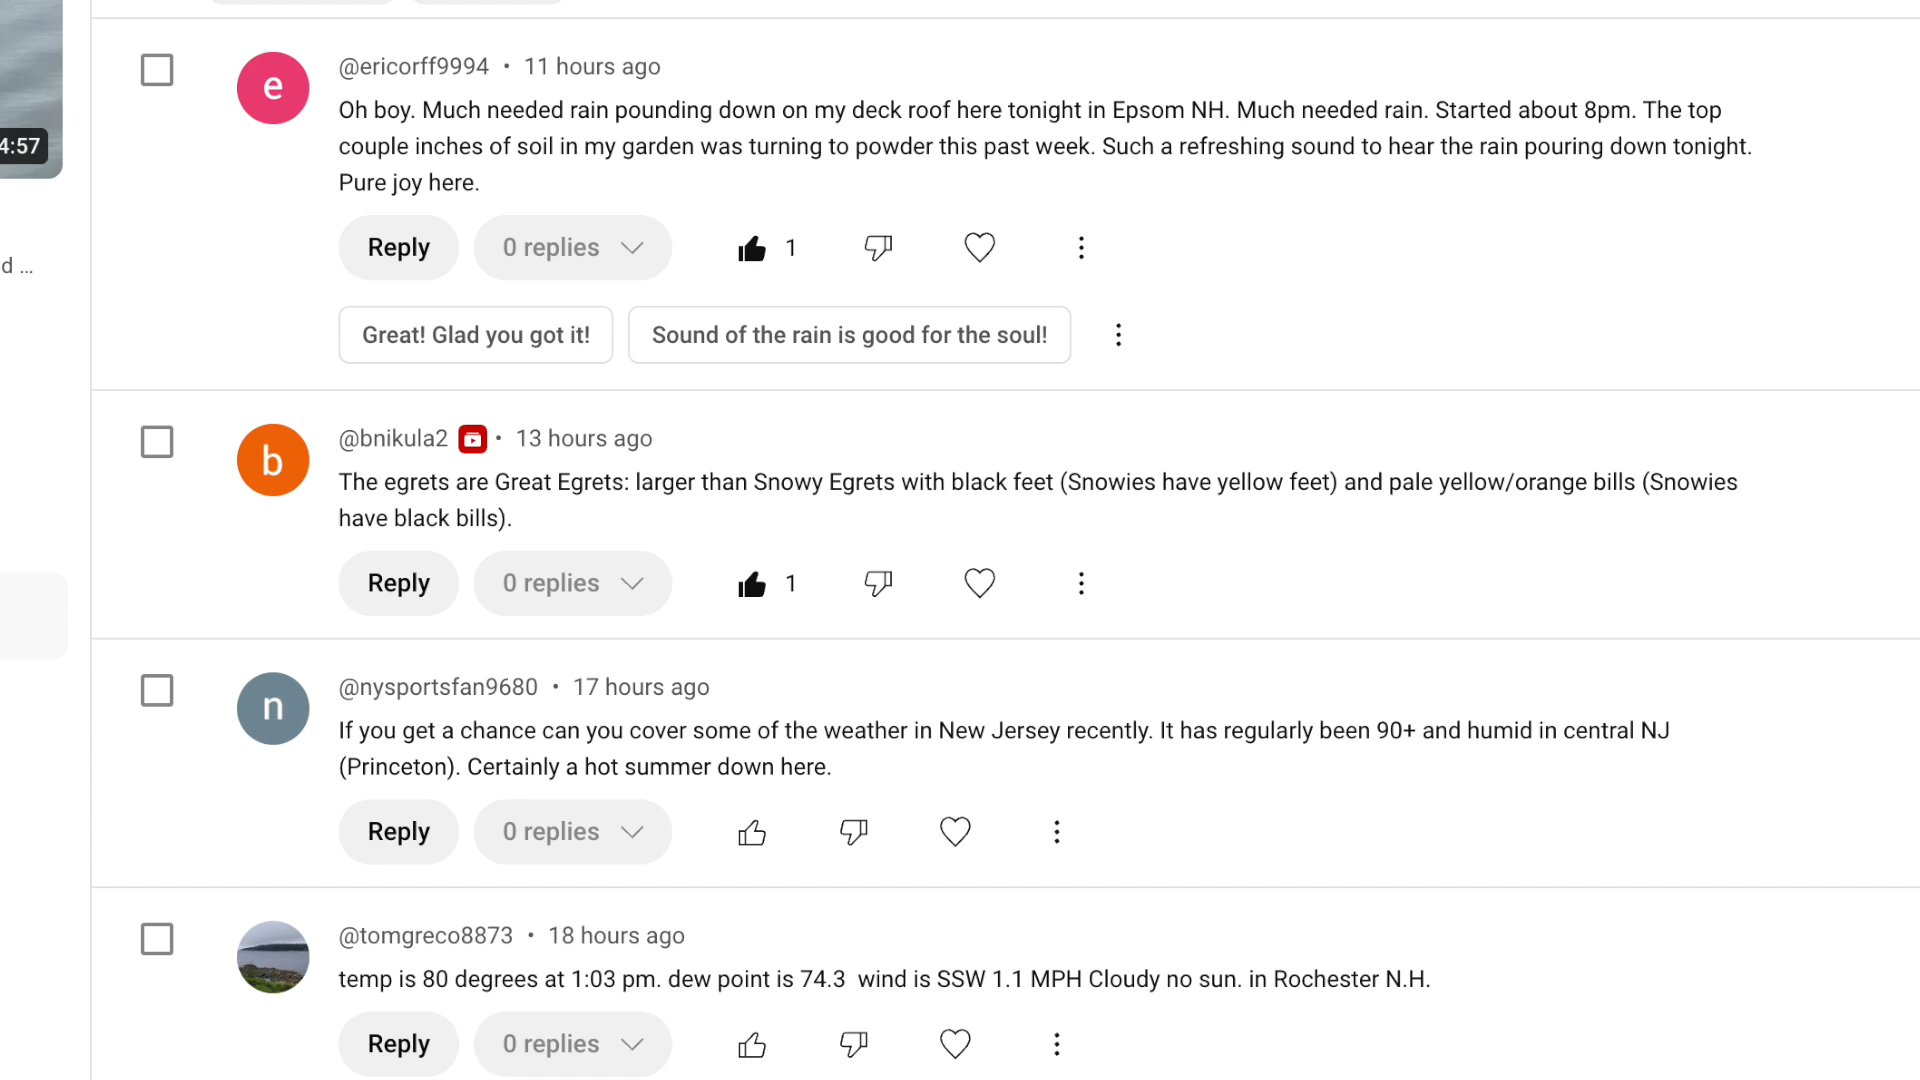 4:57
d ...
@ericorff9994 • 11 hours ago
Oh boy. Much needed rain pounding down on my deck roof here tonight in Epsom NH. Much needed rain. Started about 8pm. The top
couple inches of soil in my garden was turning to powder this past week. Such a refreshing sound to hear the rain pouring down tonight.
Pure joy here.
Reply 0 replies 1
Great! Glad you got it! Sound of the rain is good for the soul!
@bnikula2 • 13 hours ago
The egrets are Great Egrets: larger than Snowy Egrets with black feet (Snowies have yellow feet) and pale yellow/orange bills (Snowies
have black bills).
Reply 0 replies 1
@nysportsfan9680 • 17 hours ago
If you get a chance can you cover some of the weather in New Jersey recently. It has regularly been 90+ and humid in central NJ
(Princeton). Certainly a hot summer down here.
Reply 0 replies
@tomgreco8873 • 18 hours ago
temp is 80 degrees at 1:03 pm. dew point is 74.3  wind is SSW 1.1 MPH Cloudy no sun. in Rochester N.H.
Reply 0 replies